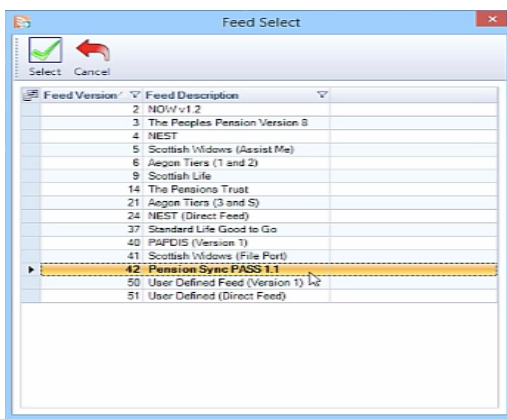 Feed Select
Select Cancel
Feed Version Feed Description
2 NOW v1.2
3 The Peoples Pension Version 8
4 NEST
5 Scottish Widows (Assist Me)
6 Aegon Tiers (1 and 2)
9 Scottish Life
14 The Pensions Trust
21 Aegon Tiers (3 and S)
24 NEST (Direct Feed)
37 Standard Life Good to Go
40 PAPDIS (Version 1)
41 Scottish Widows (File Port)
42 Pension Sync PASS 1.1
50 User Defined Feed (Version 1)
51 User Defined (Direct Feed)